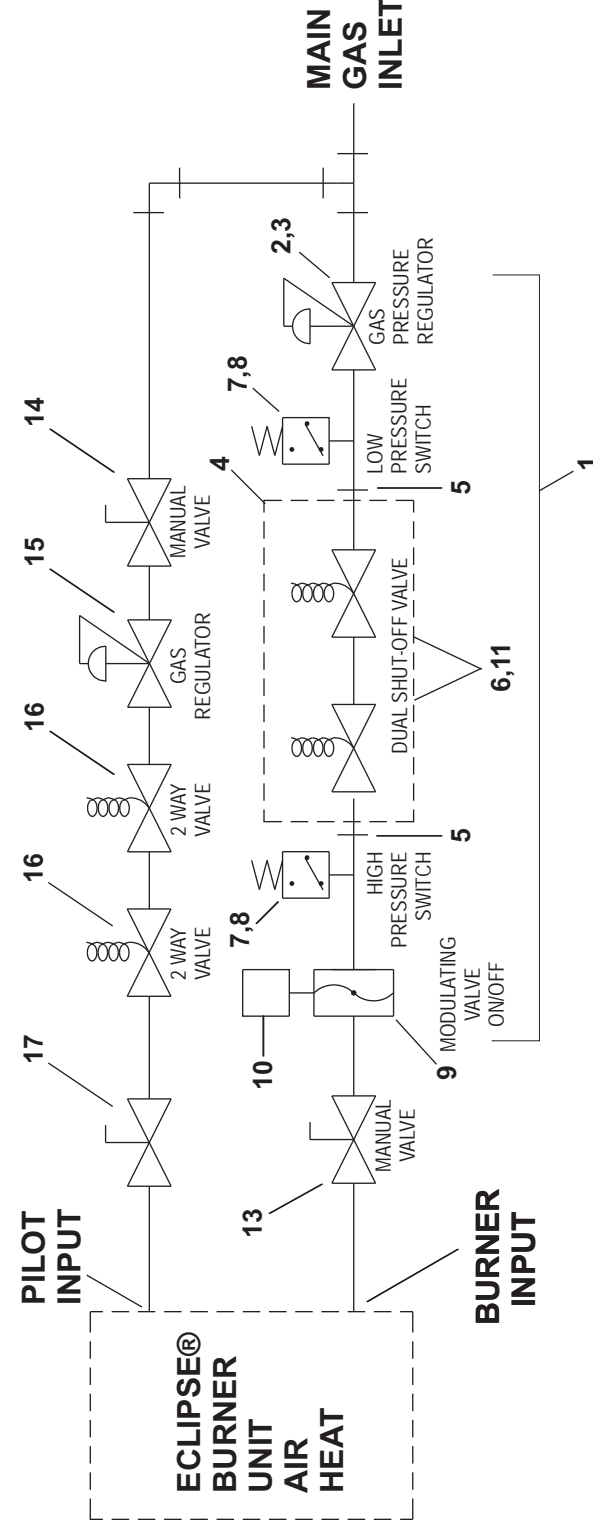 MAIN
GAS
INLET
2,3
GAS
PRESSURE
REGULATOR
7,8
LOW
PRESSURE
SWITCH
14
MANUAL
VALVE
4
5
1
15
GAS
REGULATOR
DUAL SHUT-OFF VALVE
6,11
16
2 WAY
VALVE
16
2 WAY
VALVE
7,8
HIGH
PRESSURE
SWITCH
5
17
10
9
MODULATING
VALVE
ON/OFF
13
MANUAL
VALVE
PILOT
INPUT
BURNER
INPUT
ECLIPSE®
BURNER
UNIT
AIR
HEAT